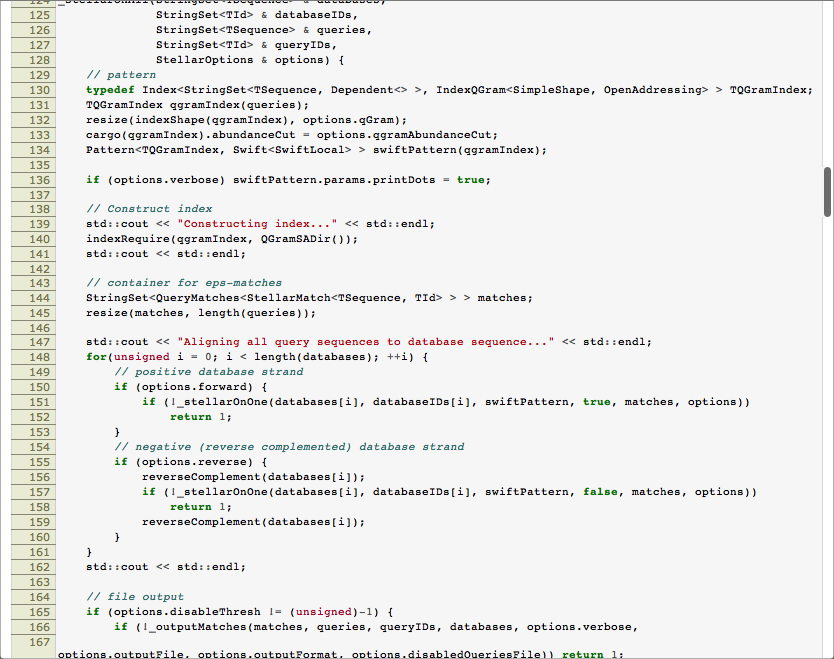 124 _stellarOnAll(StringSet<TSequence> & databases,
125 StringSet<TId> & databaseIDs,
126 StringSet<TSequence> & queries,
127 StringSet<TId> & queryIDs,
128 StellarOptions & options) {
129 // pattern
130 typedef Index<StringSet<TSequence, Dependent<> >, IndexQGram<SimpleShape, OpenAddressing> > TQGramIndex;
131 TQGramIndex qgramIndex(queries);
132 resize(indexShape(qgramIndex), options.qGram);
133 cargo(qgramIndex).abundanceCut = options.qgramAbundanceCut;
134 Pattern<TQGramIndex, Swift<SwiftLocal> > swiftPattern(qgramIndex);
135
136 if (options.verbose) swiftPattern.params.printDots = true;
137
138 // Construct index
139 std::cout << "Constructing index..." << std::endl;
140 indexRequire(qgramIndex, QGramSADir());
141 std::cout << std::endl;
142
143 // container for eps-matches
144 StringSet<QueryMatches<StellarMatch<TSequence, TId> > > matches;
145 resize(matches, length(queries));
146
147 std::cout << "Aligning all query sequences to database sequence..." << std::endl;
148 for(unsigned i = 0; i < length(databases); ++i) {
149 // positive database strand
150 if (options.forward) {
151 if (!_stellarOnOne(databases[i], databaseIDs[i], swiftPattern, true, matches, options))
152 return 1;
153 }
154 // negative (reverse complemented) database strand
155 if (options.reverse) {
156 reverseComplement(databases[i]);
157 if (!_stellarOnOne(databases[i], databaseIDs[i], swiftPattern, false, matches, options))
158 return 1;
159 reverseComplement(databases[i]);
160 }
161 }
162 std::cout << std::endl;
163
164 // file output
165 if (options.disableThresh != (unsigned)-1) {
166 if (!_outputMatches(matches, queries, queryIDs, databases, options.verbose,
167
options.outputFile, options.outputFormat, options.disabledQueriesFile)) return 1;